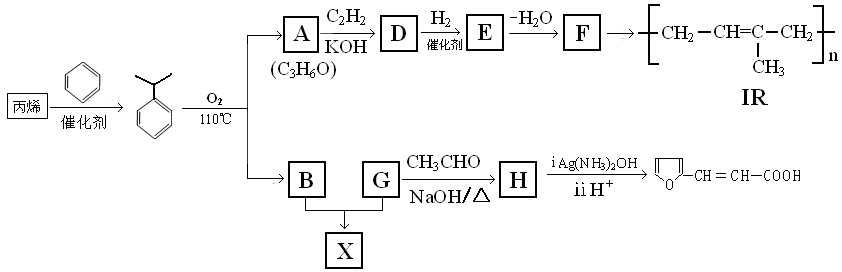 丙烯
催化剂
O₂
110℃
A
(C₃H₆O)
C₂H₂
KOH
D
H₂
催化剂
E
-H₂O
F
CH₂-CH=C-CH₂
CH₃
n
IR
B
G
CH₃CHO
NaOH/△
H
i Ag(NH₃)₂OH
ii H⁺
O
CH=CH-COOH
X